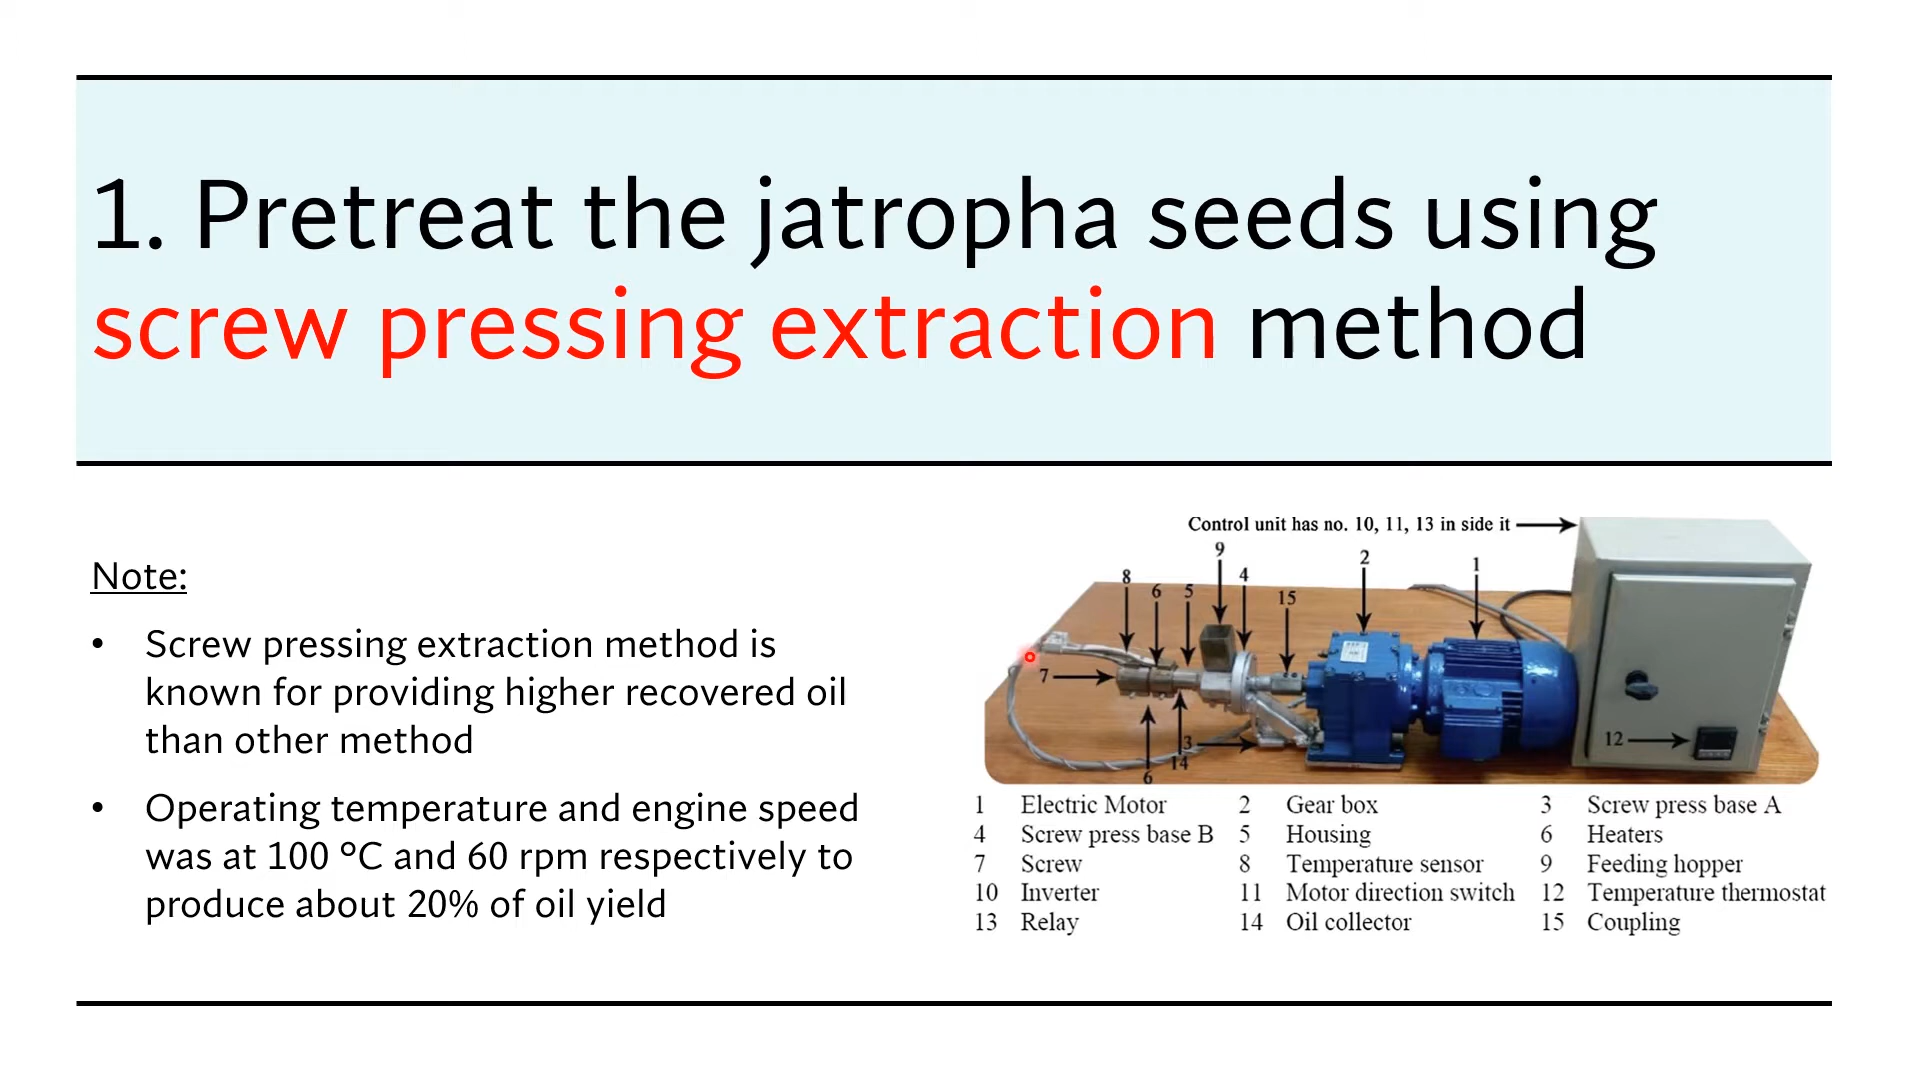 1. Pretreat the jatropha seeds using
screw pressing extraction method
Note:
• Screw pressing extraction method is
known for providing higher recovered oil
than other method
• Operating temperature and engine speed
was at 100 °C and 60 rpm respectively to
produce about 20% of oil yield
Control unit has no. 10, 11, 13 in side it
9
2
1
8
6
5
4
15
7
3
14
6
12
1 Electric Motor 2 Gear box 3 Screw press base A
4 Screw press base B 5 Housing 6 Heaters
7 Screw 8 Temperature sensor 9 Feeding hopper
10 Inverter 11 Motor direction switch 12 Temperature thermostat
13 Relay 14 Oil collector 15 Coupling